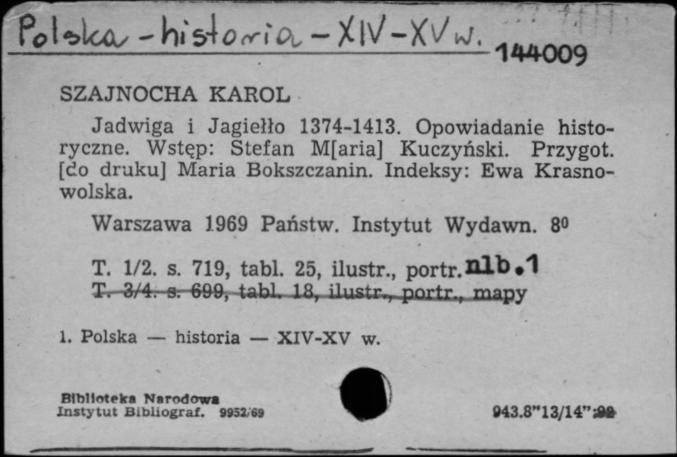 Polska - historia - XIV - XV w.
144009
SZAJNOCHA KAROL
Jadwiga i Jagiełło 1374-1413. Opowiadanie histo-
ryczne. Wstęp: Stefan M[aria] Kuczyński. Przygot.
[do druku] Maria Bokszczanin. Indeksy: Ewa Krasno-
wolska.
Warszawa 1969 Państw. Instytut Wydawn. 8⁰
T. 1/2. s. 719, tabl. 25, ilustr., portr. nlb. 1
T. 3/4. s. 699, tabl. 18, ilustr., portr., mapy
1. Polska — historia — XIV-XV w.
Biblioteka Narodowa
Instytut Bibliograf. 9952/69
943.8"13/14"